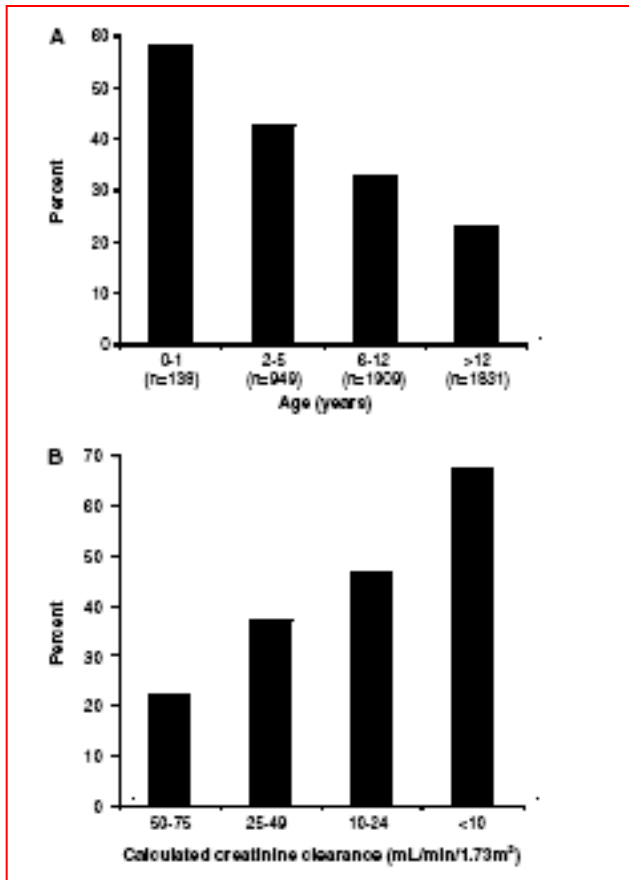 A
60
50
40
30
20
10
0
Percent
0-1 2-5 6-12 >12
(n=138) (n=949) (n=1909) (n=1831)
Age (years)
B
70
60
50
40
30
20
10
0
Percent
50-75 25-49 10-24 <10
Calculated creatinine clearance (mL/min/1.73m²)